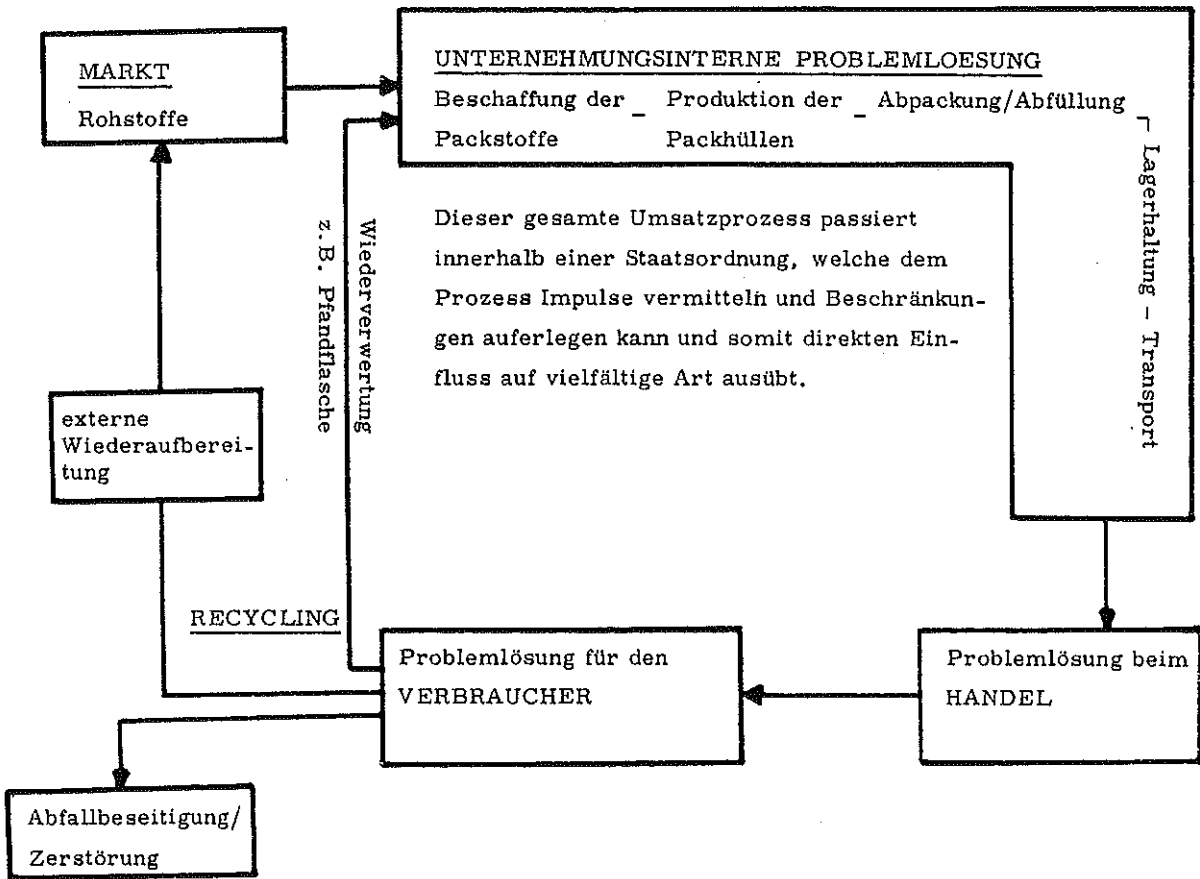 MARKT
Rohstoffe
UNTERNEHMUNGSINTERNE PROBLEMLOESUNG
Beschaffung der – Produktion der – Abpackung/Abfüllung
Packstoffe Packhüllen
Lagerhaltung – Transport
Dieser gesamte Umsatzprozess passiert
innerhalb einer Staatsordnung, welche dem
Prozess Impulse vermitteln und Beschränkun-
gen auferlegen kann und somit direkten Ein-
fluss auf vielfältige Art ausübt.
Wiederverwertung
z. B. Pfandflasche
externe
Wiederaufberei-
tung
RECYCLING
Problemlösung für den
VERBRAUCHER
Problemlösung beim
HANDEL
Abfallbeseitigung/
Zerstörung